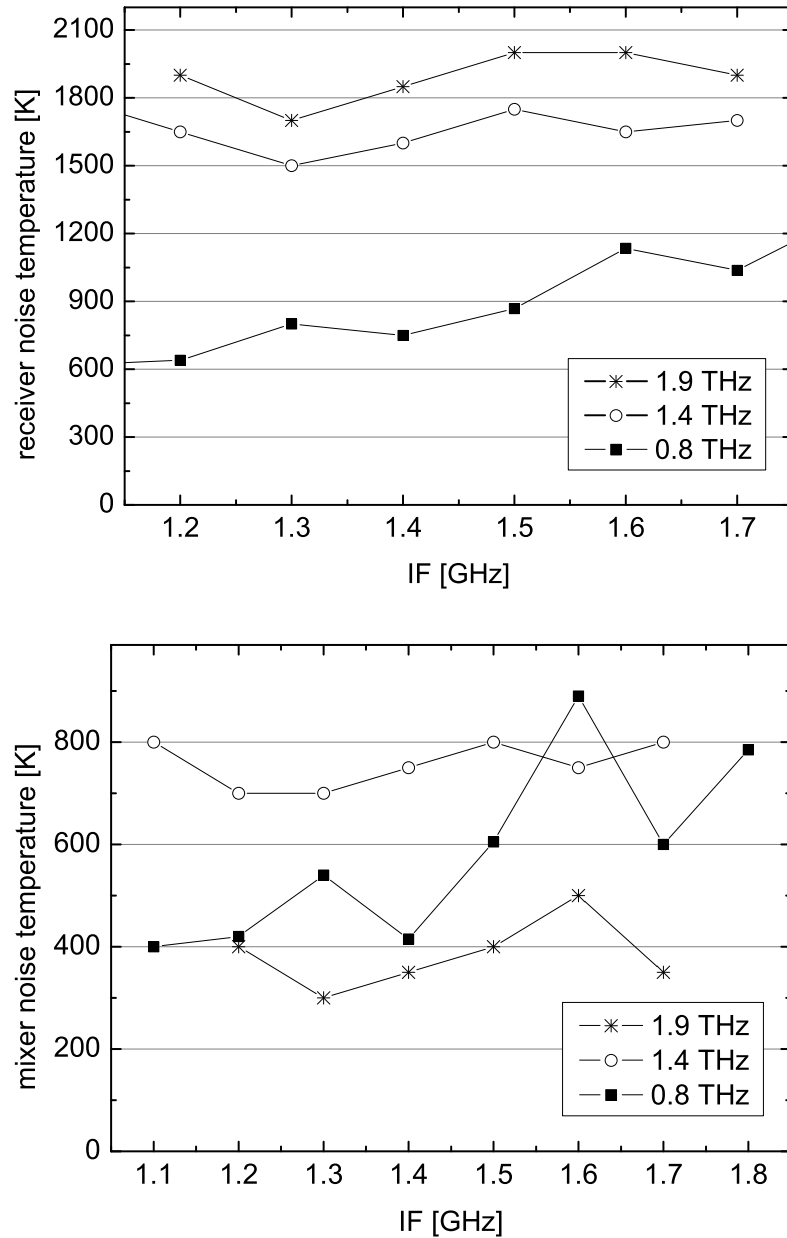 receiver noise temperature [K]
2100
1800
1500
1200
900
600
300
0
1.9 THz
1.4 THz
0.8 THz
1.2 1.3 1.4 1.5 1.6 1.7
IF [GHz]
mixer noise temperature [K]
800
600
400
200
0
1.9 THz
1.4 THz
0.8 THz
1.1 1.2 1.3 1.4 1.5 1.6 1.7 1.8
IF [GHz]